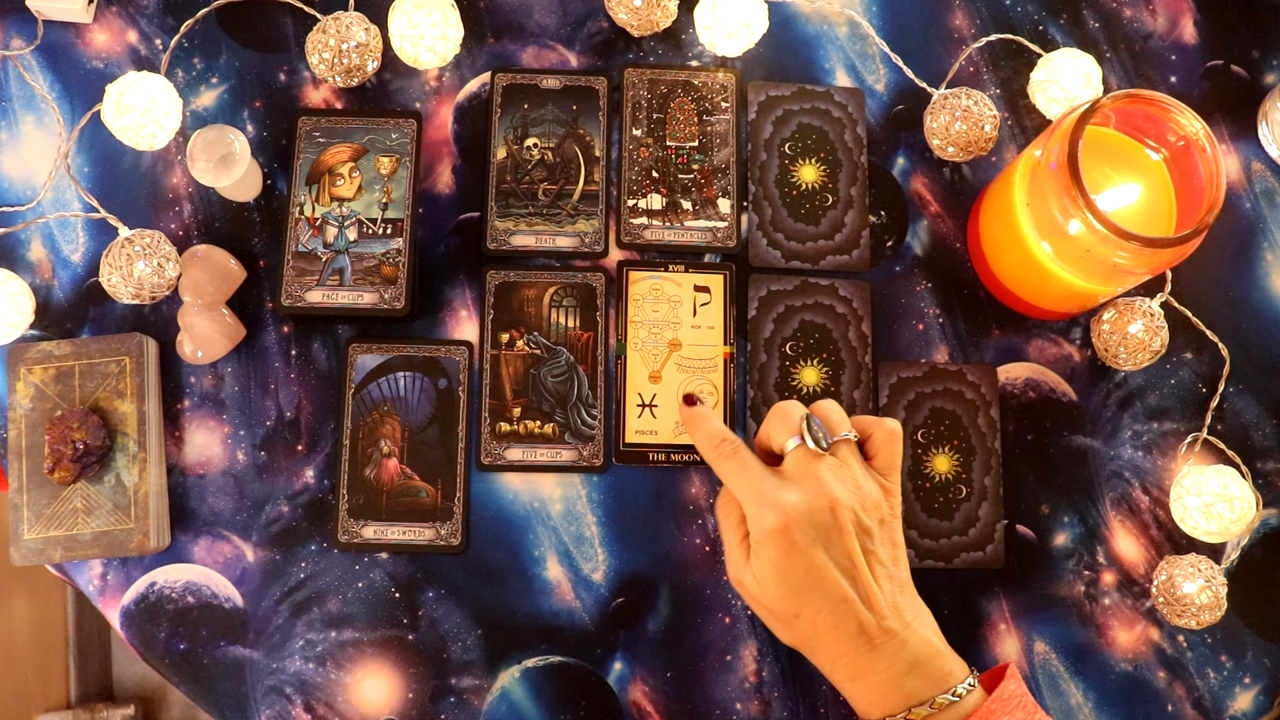 XIII
DEATH
FIVE OF PENTACLES
PAGE OF CUPS
XVIII
ק
KOF · 100
PISCES
THE MOON
FIVE OF CUPS
NINE OF SWORDS